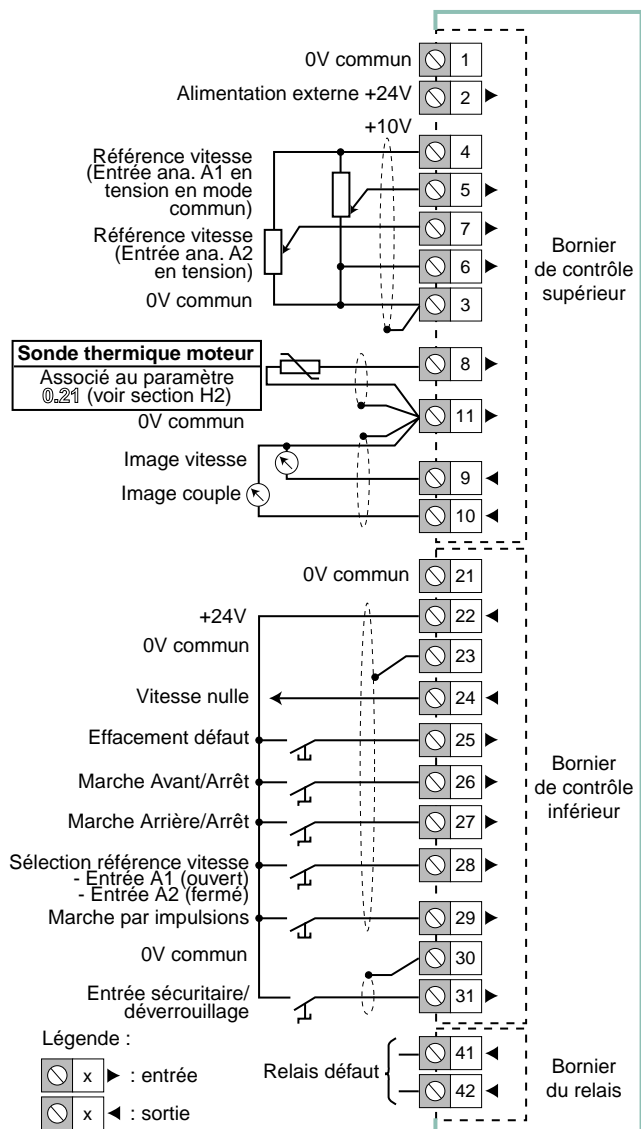 0V commun 1
Alimentation externe +24V 2
+10V
4
Référence vitesse
(Entrée ana. A1 en
tension en mode
commun)
5
7
Référence vitesse
(Entrée ana. A2
en tension)
6
0V commun 3
Bornier
de contrôle
supérieur
Sonde thermique moteur
Associé au paramètre
0.21 (voir section H2)
8
0V commun 11
Image vitesse 9
Image couple 10
0V commun 21
+24V 22
0V commun 23
Vitesse nulle 24
Effacement défaut 25
Marche Avant/Arrêt 26
Marche Arrière/Arrêt 27
Sélection référence vitesse
- Entrée A1 (ouvert)
- Entrée A2 (fermé)
28
Marche par impulsions 29
0V commun 30
Entrée sécuritaire/
déverrouillage
31
Bornier
de contrôle
inférieur
Légende :
x : entrée
x : sortie
Relais défaut
41
42
Bornier
du relais